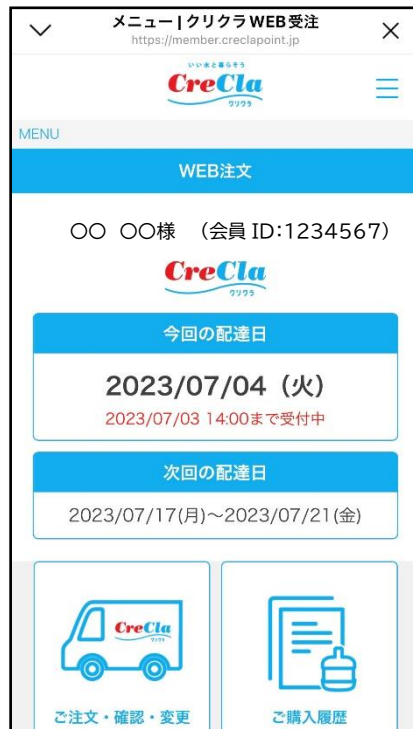 メニュー | クリクラWEB受注
https://member.creclapoint.jp
いい水と暮らそう
CreCla
クリクラ
MENU
WEB注文
〇〇 〇〇様 （会員 ID:1234567）
CreCla
クリクラ
今回の配達日
2023/07/04（火）
2023/07/03 14:00まで受付中
次回の配達日
2023/07/17(月)～2023/07/21(金)
CreCla
クリクラ
ご注文・確認・変更
ご購入履歴